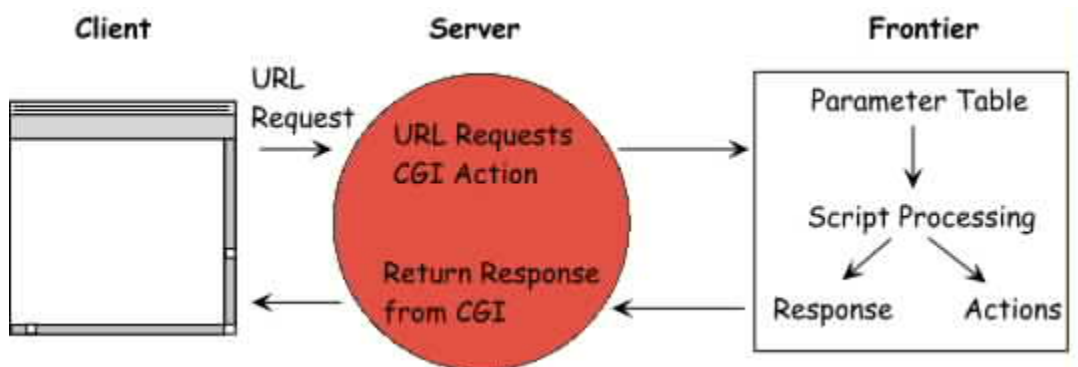 Client
Server
Frontier
URL
Request
URL Requests
CGI Action
Return Response
from CGI
Parameter Table
Script Processing
Response
Actions